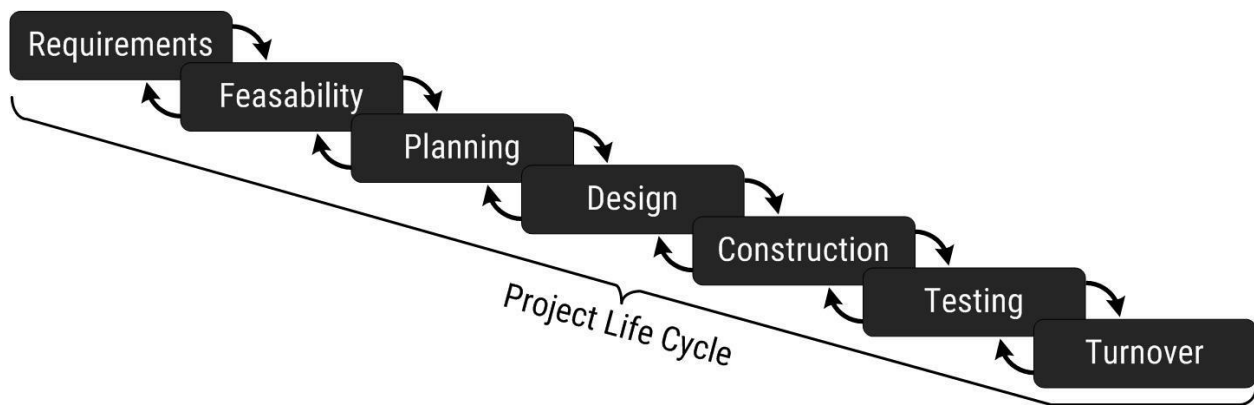 Requirements
Feasability
Planning
Design
Construction
Testing
Turnover
Project Life Cycle